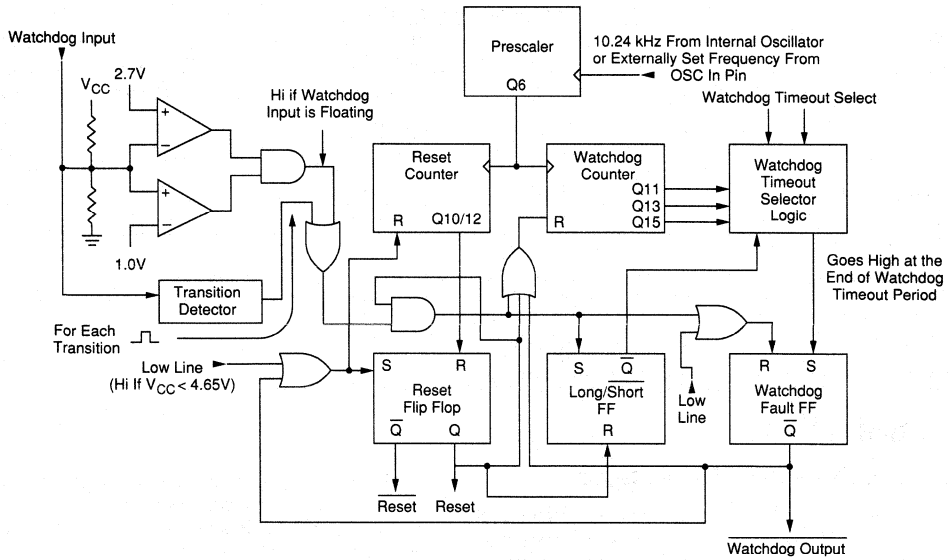 Watchdog Input
VCC
2.7V
1.0V
Hi if Watchdog
Input is Floating
Prescaler
Q6
10.24 kHz From Internal Oscillator
or Externally Set Frequency From
OSC In Pin
Watchdog Timeout Select
Reset
Counter
R
Q10/12
Watchdog
Counter
Q11
Q13
Q15
R
Watchdog
Timeout
Selector
Logic
Goes High at the
End of Watchdog
Timeout Period
Transition
Detector
For Each
Transition
Low Line
(Hi If VCC < 4.65V)
S
R
Reset
Flip Flop
Q
Q
Reset
Reset
S
Q
Long/Short
FF
R
Low
Line
R
S
Watchdog
Fault FF
Q
Watchdog Output